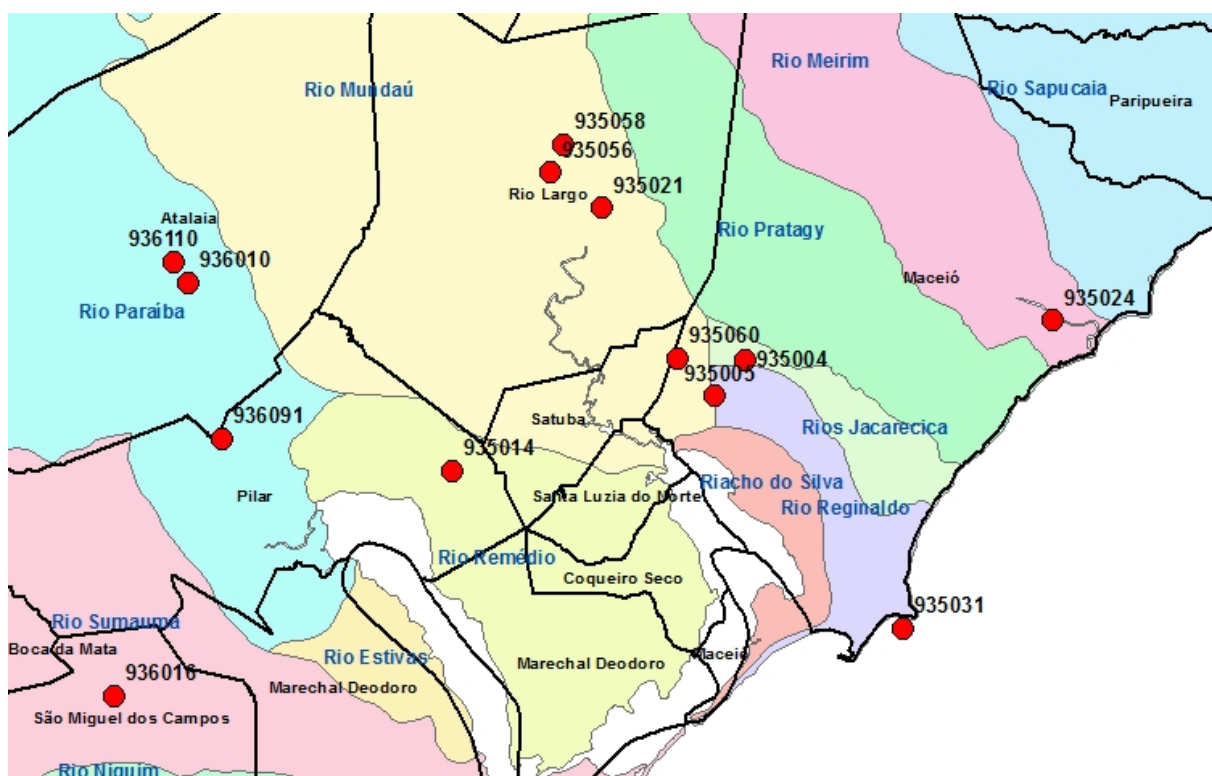 Rio Meirim
Rio Mundaú
Rio Sapucaia
Paripueira
935058
935056
Rio Largo
935021
Atalaia
936110
936010
Rio Pratagy
Maceió
935024
Rio Paraíba
935060
935004
935005
936091
Satuba
Rios Jacarecica
935014
Pilar
Santa Luzia do Norte
Riacho do Silva
Rio Reginaldo
Rio Remédio
Coqueiro Seco
935031
Rio Sumaumã
Boca da Mata
Rio Estivas
Marechal Deodoro
Maceió
936016
Marechal Deodoro
São Miguel dos Campos
Rio Niquim